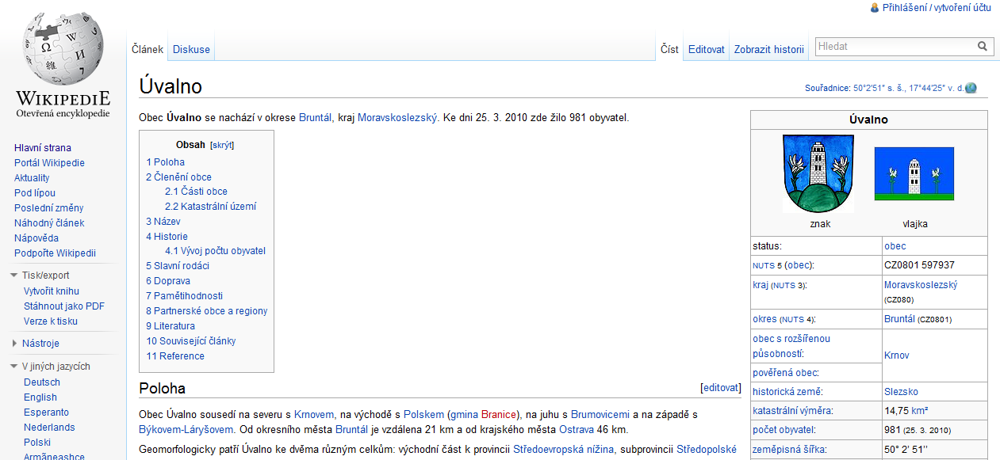 Přihlášení / vytvoření účtu
Článek Diskuse Číst Editovat Zobrazit historii Hledat
WIKIPEDIE
Otevřená encyklopedie
Hlavní strana
Portál Wikipedie
Aktuality
Pod lípou
Poslední změny
Náhodný článek
Nápověda
Podpořte Wikipedii
Tisk/export
Vytvořit knihu
Stáhnout jako PDF
Verze k tisku
Nástroje
V jiných jazycích
Deutsch
English
Esperanto
Nederlands
Polski
Armãneashce
Úvalno
Souřadnice: 50°2′51″ s. š., 17°44′25″ v. d.
Obec Úvalno se nachází v okrese Bruntál, kraj Moravskoslezský. Ke dni 25. 3. 2010 zde žilo 981 obyvatel.
Obsah [skrýt]
1 Poloha
2 Členění obce
2.1 Části obce
2.2 Katastrální území
3 Název
4 Historie
4.1 Vývoj počtu obyvatel
5 Slavní rodáci
6 Doprava
7 Pamětihodnosti
8 Partnerské obce a regiony
9 Literatura
10 Související články
11 Reference
Poloha [editovat]
Obec Úvalno sousedí na severu s Krnovem, na východě s Polskem (gmina Branice), na juhu s Brumovicemi a na západě s
Býkovem-Láryšovem. Od okresního města Bruntál je vzdálena 21 km a od krajského města Ostrava 46 km.
Geomorfologicky patří Úvalno ke dvěma různým celkům: východní část k provincii Středoevropská nížina, subprovincii Středopolské
Úvalno
znak vlajka
status: obec
NUTS 5 (obec): CZ0801 597937
kraj (NUTS 3): Moravskoslezský
(CZ080)
okres (NUTS 4): Bruntál (CZ0801)
obec s rozšířenou
působností:
Krnov
pověřená obec:
historická země: Slezsko
katastrální výměra: 14,75 km²
počet obyvatel: 981 (25. 3. 2010)
zeměpisná šířka: 50° 2' 51''